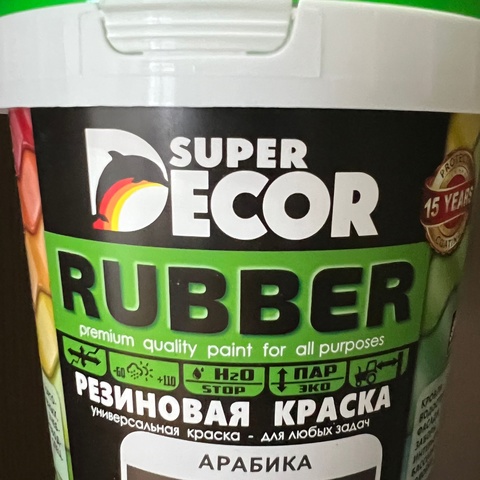 SUPER
DECOR
15 YEARS
RUBBER
premium quality paint for all purposes
-60 +110
H2O
STOP
ПАР
ЭКО
РЕЗИНОВАЯ КРАСКА
универсальная краска - для любых задач
АРАБИКА